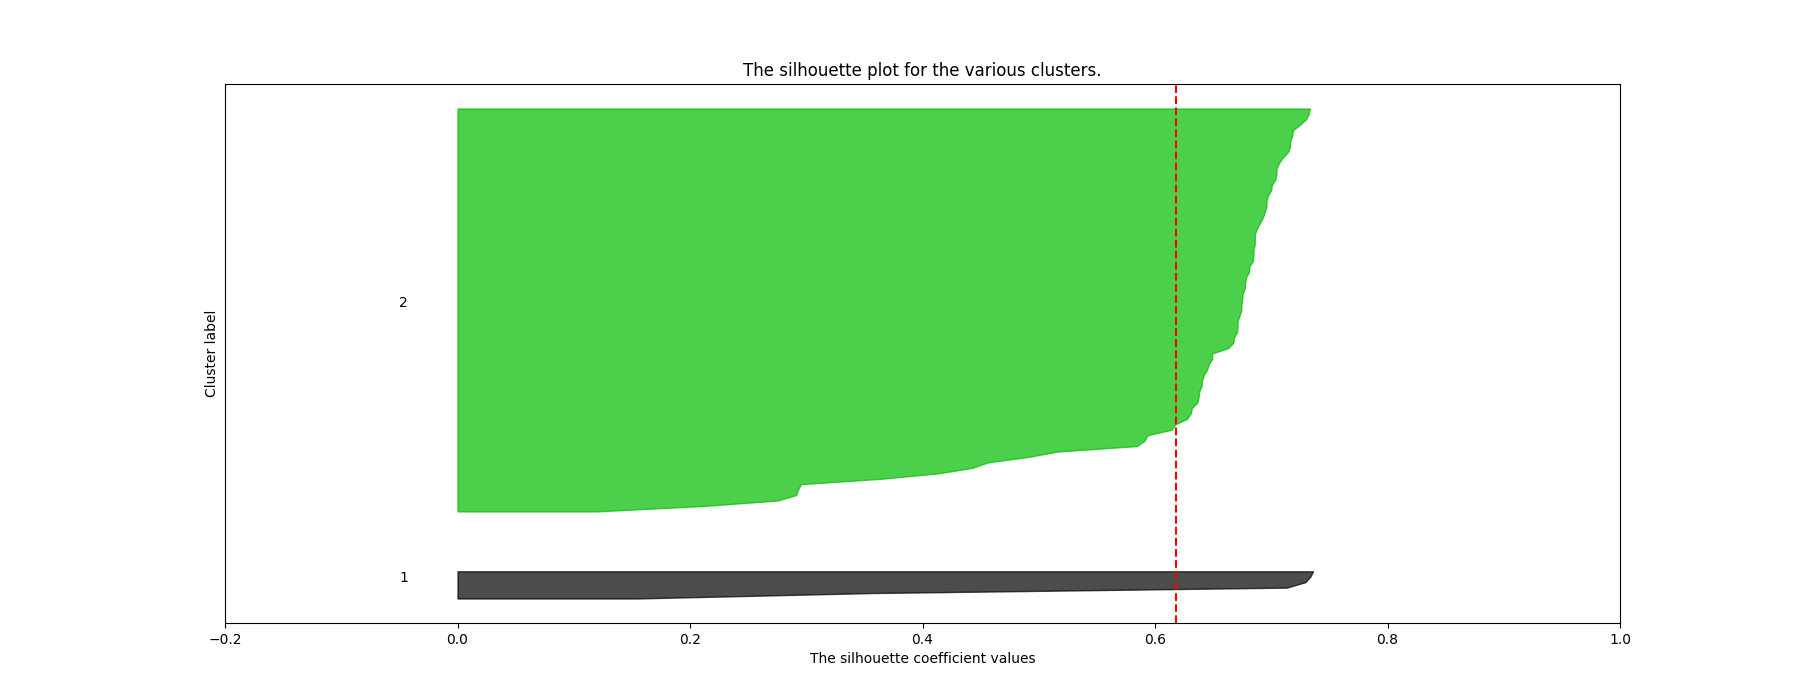 The silhouette plot for the various clusters.
2
Cluster label
1
−0.2 0.0 0.2 0.4 0.6 0.8 1.0
The silhouette coefficient values